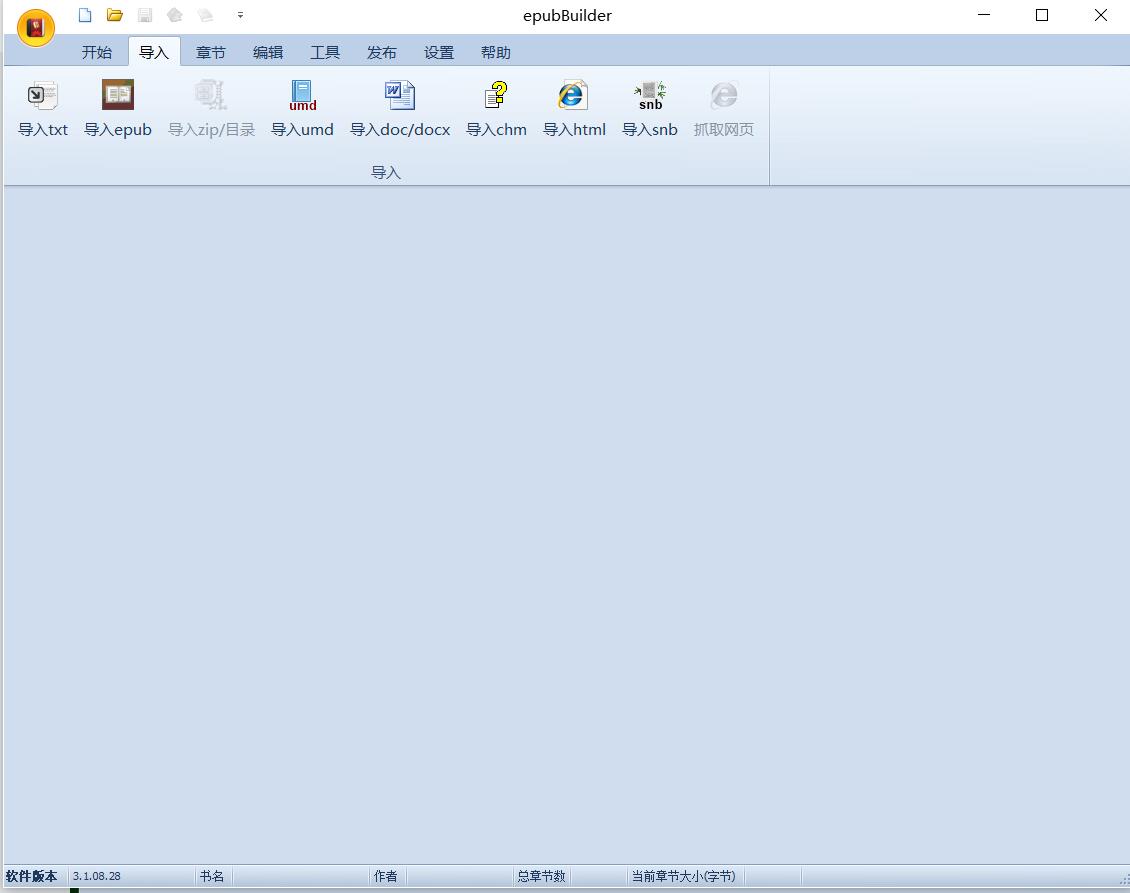 epubBuilder
开始 导入 章节 编辑 工具 发布 设置 帮助
umd snb
导入txt 导入epub 导入zip/目录 导入umd 导入doc/docx 导入chm 导入html 导入snb 抓取网页
导入
软件版本 3.1.08.28 书名 作者 总章节数 当前章节大小(字节)